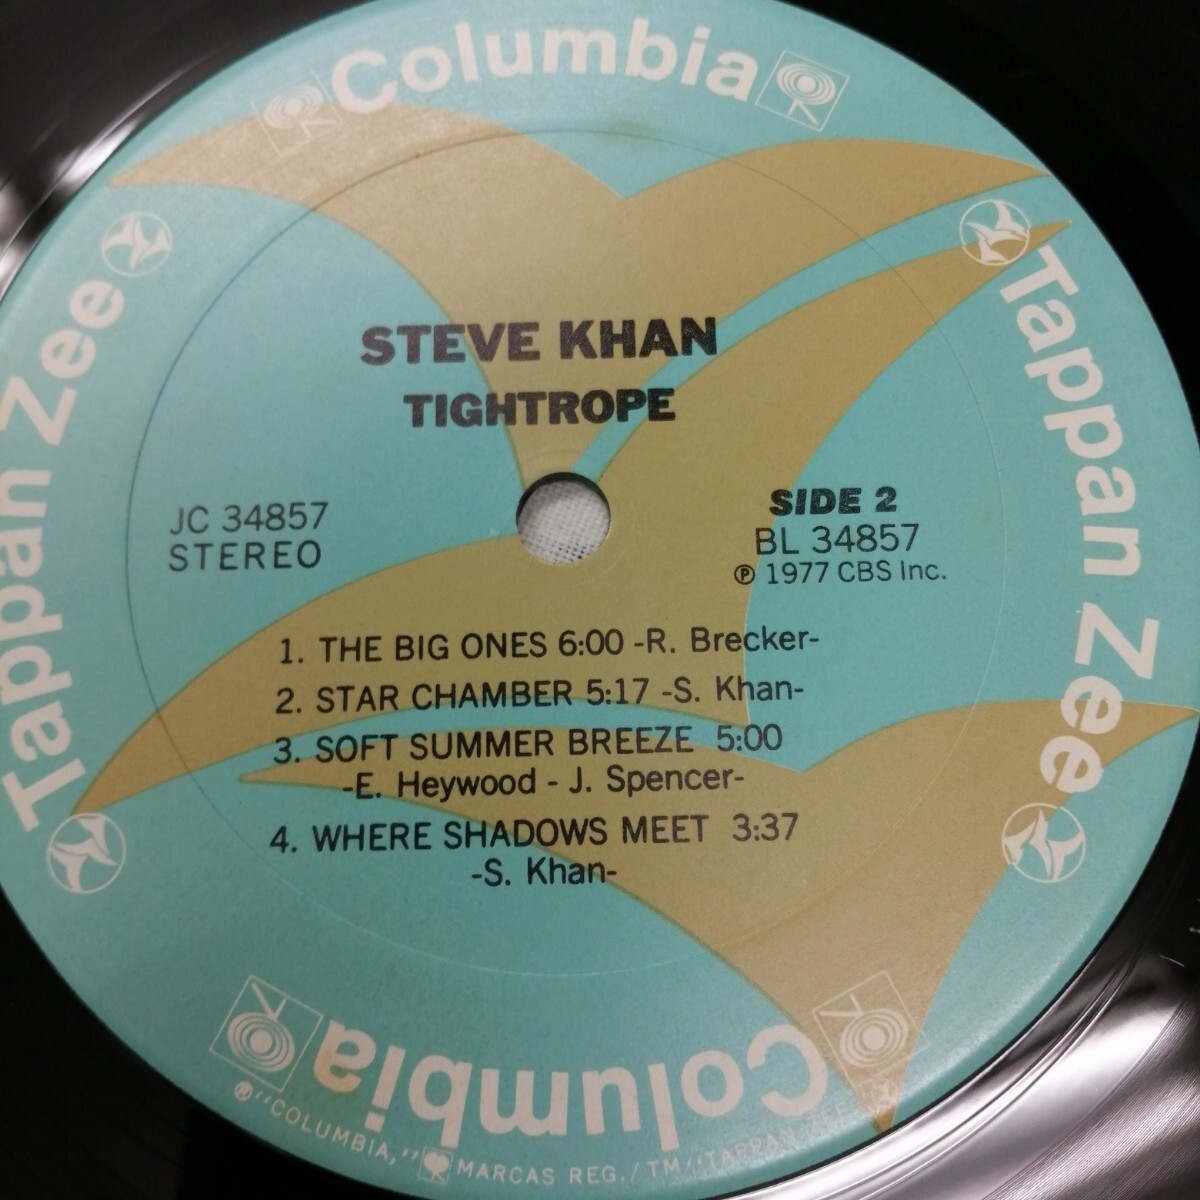 Columbia
Tappan Zee
Tappan Zee
STEVE KHAN
TIGHTROPE
JC 34857
STEREO
SIDE 2
BL 34857
Ⓟ 1977 CBS Inc.
1. THE BIG ONES 6:00 -R. Brecker-
2. STAR CHAMBER 5:17 -S. Khan-
3. SOFT SUMMER BREEZE 5:00
-E. Heywood - J. Spencer-
4. WHERE SHADOWS MEET 3:37
-S. Khan-
Columbia
"COLUMBIA," MARCAS REG./TM "TAPPAN ZEE"